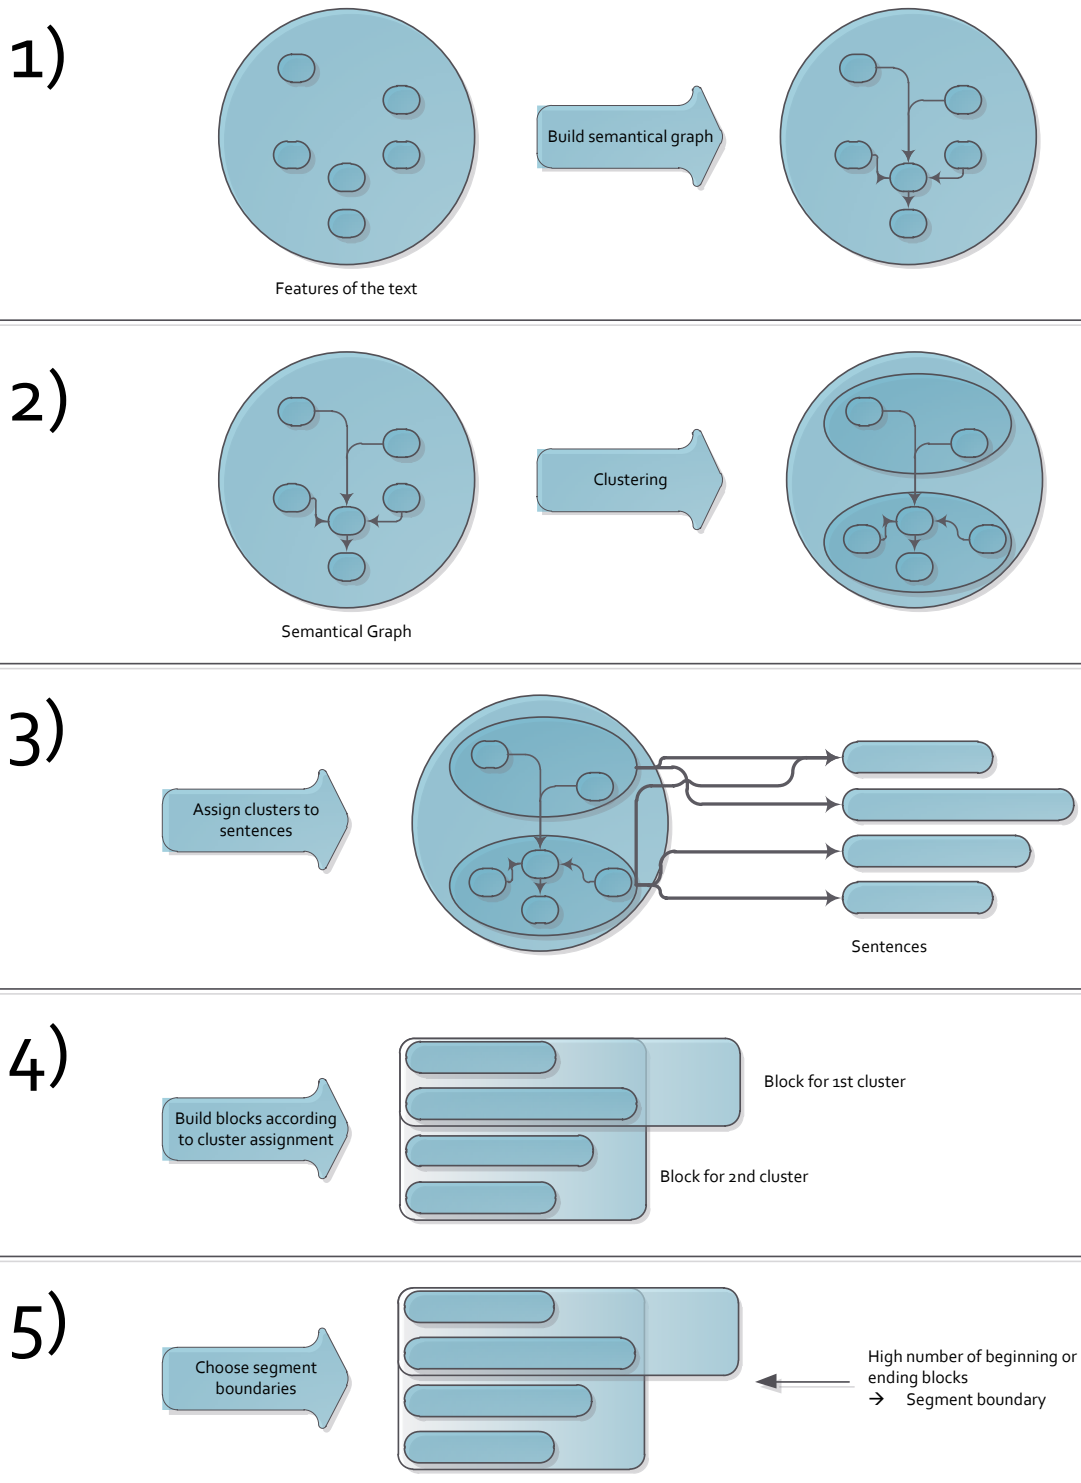 1)
Build semantical graph
Features of the text
2)
Clustering
Semantical Graph
3)
Assign clusters to
sentences
Sentences
4)
Build blocks according
to cluster assignment
Block for 1st cluster
Block for 2nd cluster
5)
Choose segment
boundaries
High number of beginning or
ending blocks
→ Segment boundary